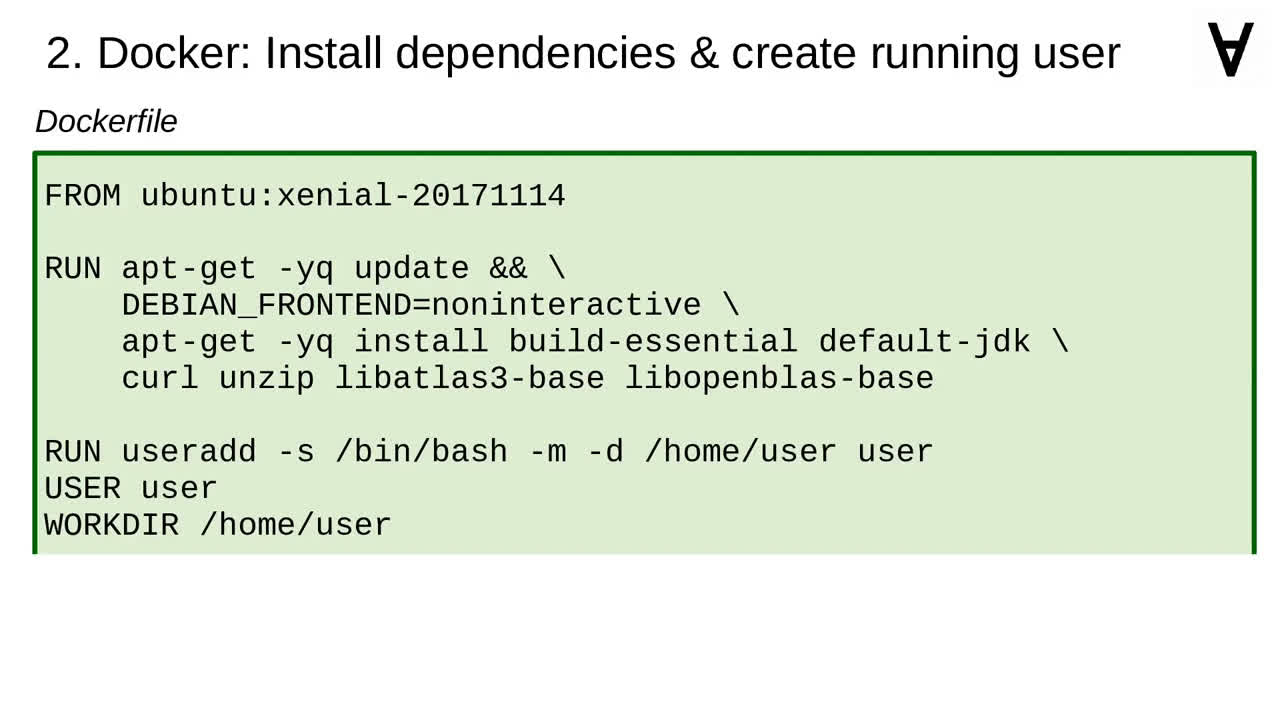 2. Docker: Install dependencies & create running user
Dockerfile
FROM ubuntu:xenial-20171114
RUN apt-get -yq update && \
DEBIAN_FRONTEND=noninteractive \
apt-get -yq install build-essential default-jdk \
curl unzip libatlas3-base libopenblas-base
RUN useradd -s /bin/bash -m -d /home/user user
USER user
WORKDIR /home/user